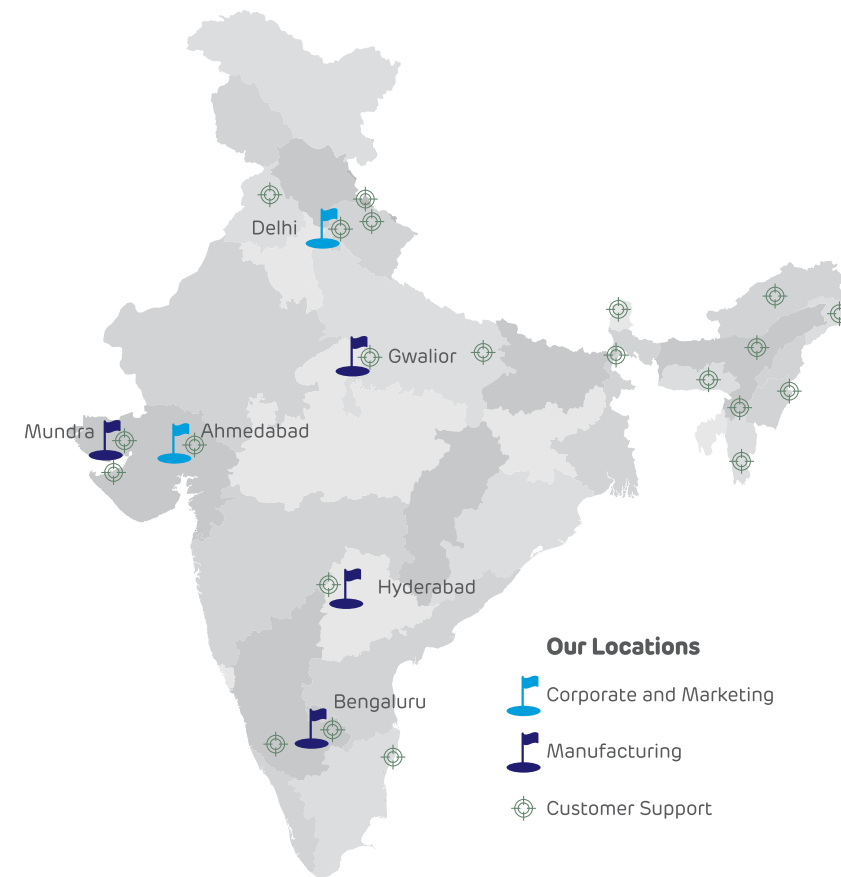 Delhi
Gwalior
Mundra
Ahmedabad
Hyderabad
Our Locations
Corporate and Marketing
Bengaluru
Manufacturing
Customer Support